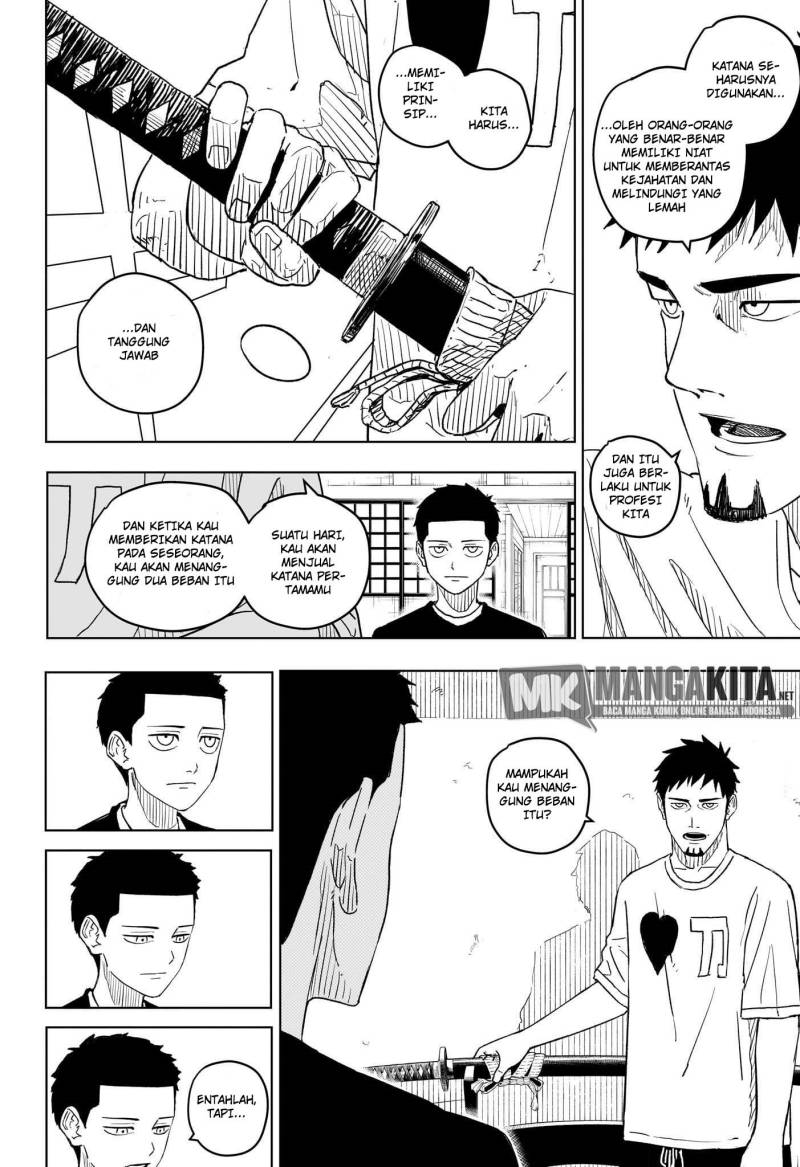 KATANA SE-
HARUSNYA
DIGUNAKAN...
...OLEH ORANG-ORANG
YANG BENAR-BENAR
MEMILIKI NIAT
UNTUK MEMBERANTAS
KEJAHATAN DAN
MELINDUNGI YANG
LEMAH
DAN ITU
JUGA BER-
LAKU UNTUK
PROFESI
KITA
KITA
HARUS...
...MEMI-
LIKI
PRIN-
SIP...
...DAN
TANGGUNG
JAWAB
SUATU HARI,
KAU AKAN
MENJUAL
KATANA PER-
TAMAMU
DAN KETIKA KAU
MEMBERIKAN KATANA
PADA SESEORANG,
KAU AKAN MENANG-
GUNG DUA BEBAN ITU
MK MANGAKITA.NET
BACA MANGA KOMIK ONLINE BAHASA INDONESIA
MAMPUKAH
KAU MENANG-
GUNG BEBAN
ITU?
刀
ENTAHLAH,
TAPI...